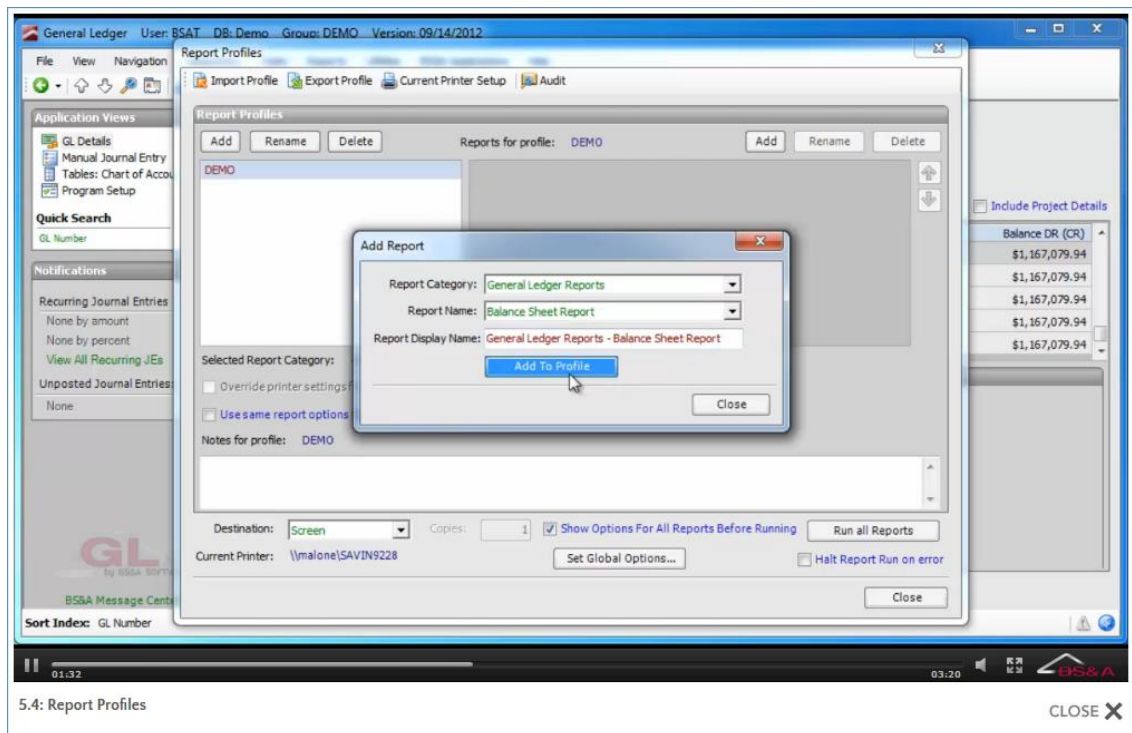 General Ledger User: BSAT DB: Demo Group: DEMO Version: 09/14/2012
File View Navigation
Report Profiles
Import Profile Export Profile Current Printer Setup Audit
Application Views
GL Details
Manual Journal Entry
Tables: Chart of Accou
Program Setup
Quick Search
GL Number
Notifications
Recurring Journal Entries
None by amount
None by percent
View All Recurring JEs
Unposted Journal Entries:
None
Report Profiles
Add Rename Delete Reports for profile: DEMO Add Rename Delete
DEMO
Add Report
Report Category: General Ledger Reports
Report Name: Balance Sheet Report
Report Display Name: General Ledger Reports - Balance Sheet Report
Add To Profile
Close
Selected Report Category:
Override printer settings
Use same report options
Notes for profile: DEMO
Destination: Screen Copies: 1 Show Options For All Reports Before Running Run all Reports
Current Printer: \\malone\SAVIN9228 Set Global Options... Halt Report Run on error
Close
Include Project Details
Balance DR (CR)
$1,167,079.94
$1,167,079.94
$1,167,079.94
$1,167,079.94
$1,167,079.94
GL
BS&A Message Cent
Sort Index: GL Number
01:32 03:20 BS&A
5.4: Report Profiles
CLOSE X